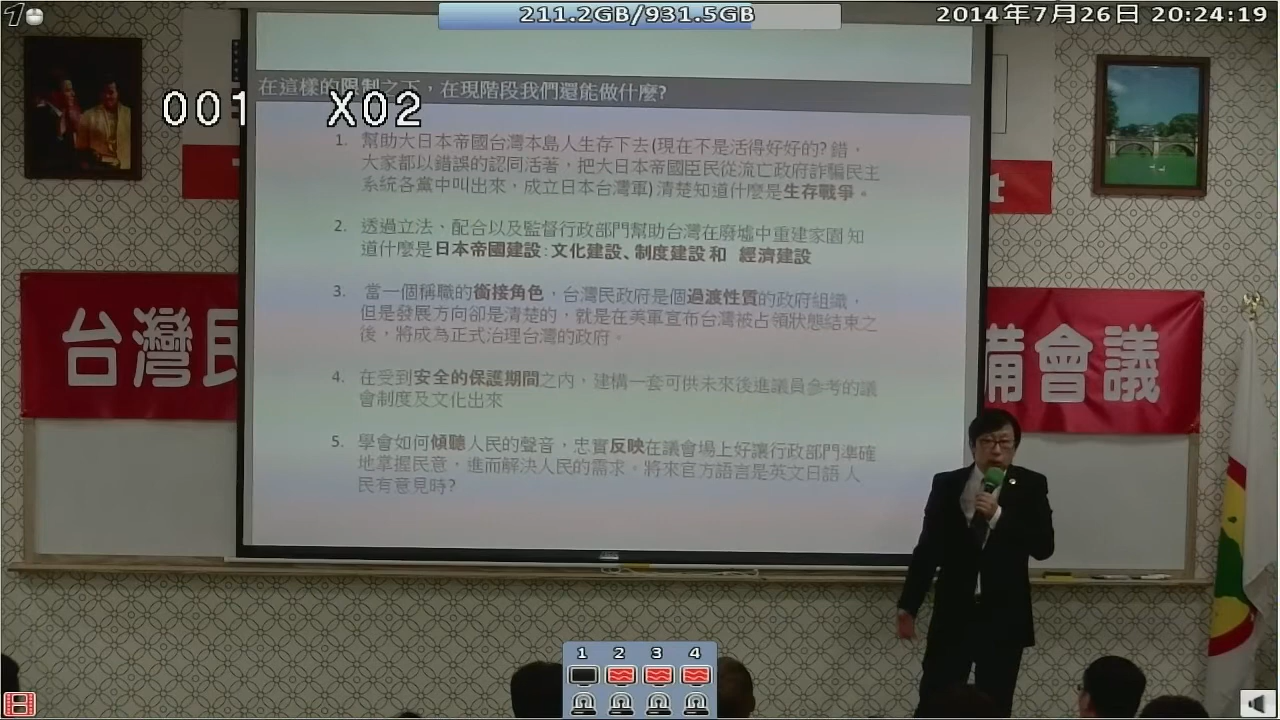 211.2GB/931.5GB
2014年7月26日 20:24:19
001 X02
在這樣的限制之下，在現階段我們還能做什麼?
1. 幫助大日本帝國台灣本島人生存下去(現在不是活得好好的? 錯，
大家都以錯誤的認同活著，把大日本帝國臣民從流亡政府詐騙民主
系統各黨中叫出來，成立日本台灣軍) 清楚知道什麼是生存戰爭。
2. 透過立法、配合以及監督行政部門幫助台灣在廢墟中重建家園 知
道什麼是日本帝國建設: 文化建設、制度建設 和 經濟建設
3. 當一個稱職的銜接角色，台灣民政府是個過渡性質的政府組織，
但是發展方向卻是清楚的，就是在美軍宣布台灣被占領狀態結束之
後，將成為正式治理台灣的政府。
4. 在受到安全的保護期間之內，建構一套可供未來後進議員參考的議
會制度及文化出來
5. 學會如何傾聽人民的聲音，忠實反映在議會場上好讓行政部門準確
地掌握民意，進而解決人民的需求。將來官方語言是英文日語 人
民有意見時?
t
台灣民
備會議
1 2 3 4